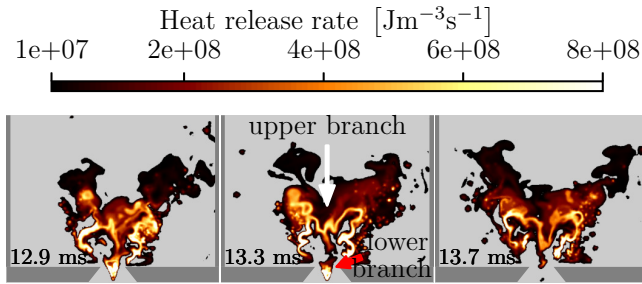 Heat release rate [Jm⁻³s⁻¹]
1e+07 2e+08 4e+08 6e+08 8e+08
upper branch
lower
branch
12.9 ms 13.3 ms 13.7 ms